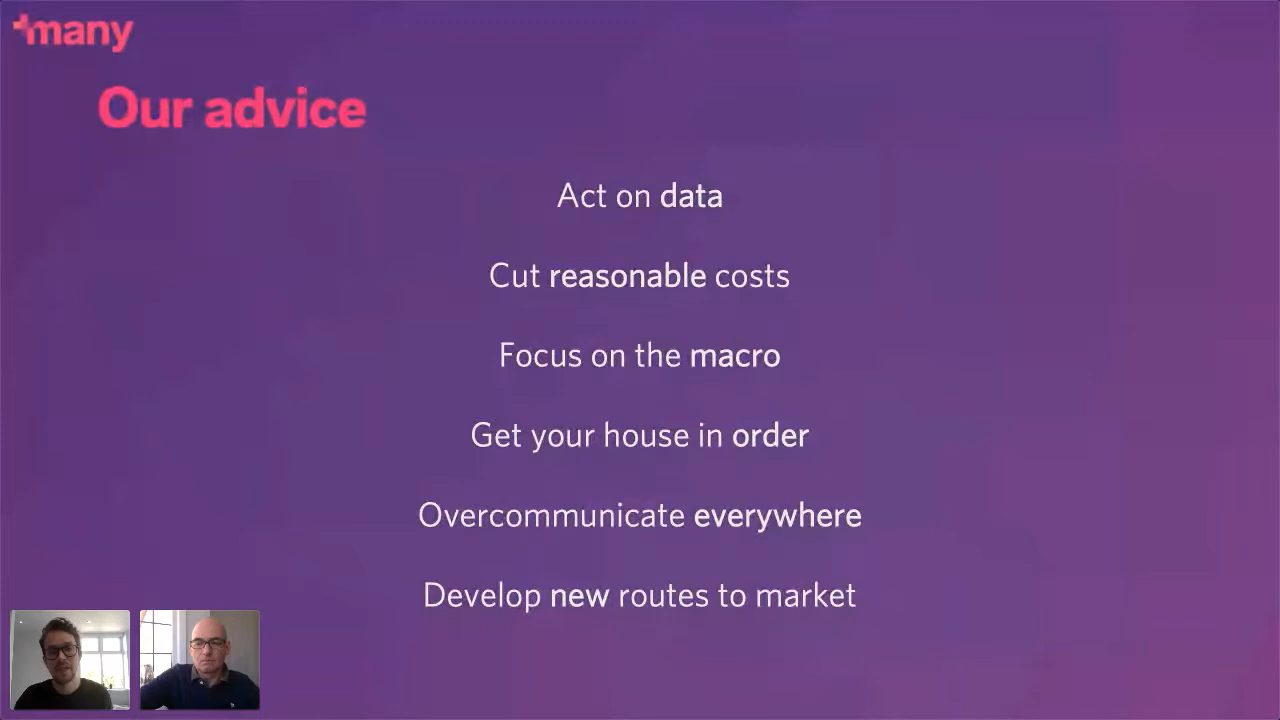 +many
Our advice
Act on data
Cut reasonable costs
Focus on the macro
Get your house in order
Overcommunicate everywhere
Develop new routes to market